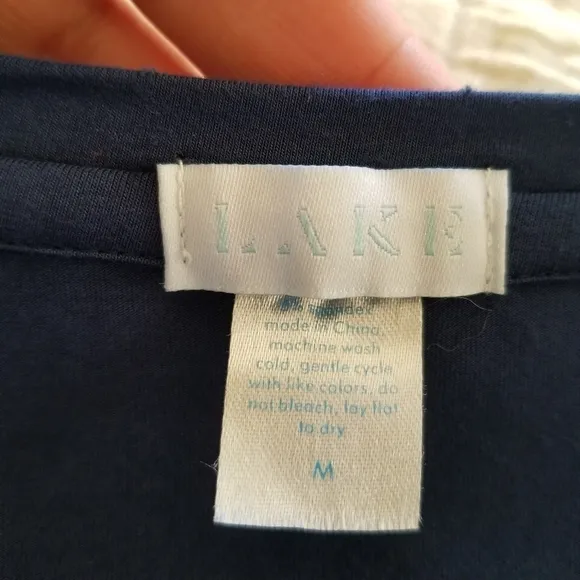 LAKE
made in China,
machine wash
cold, gentle cycle
with like colors, do
not bleach, lay flat
to dry
M